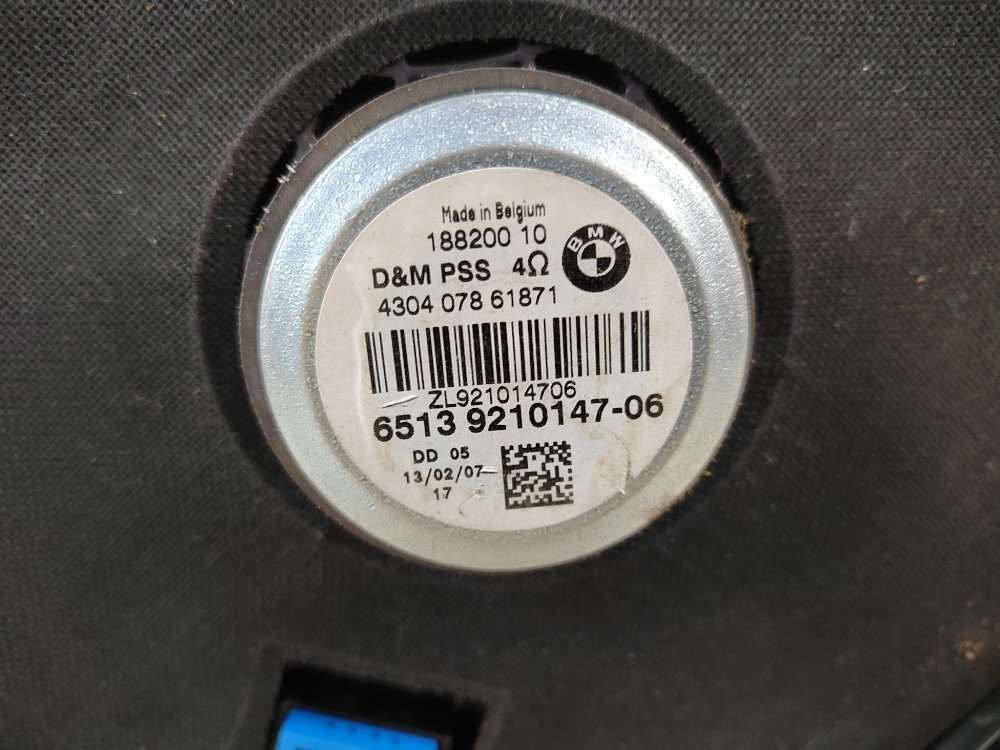 Made in Belgium
188200 10
D&M PSS 4Ω
BMW
4304 078 61871
ZL921014706
6513 9210147-06
DD 05
13/02/07
17